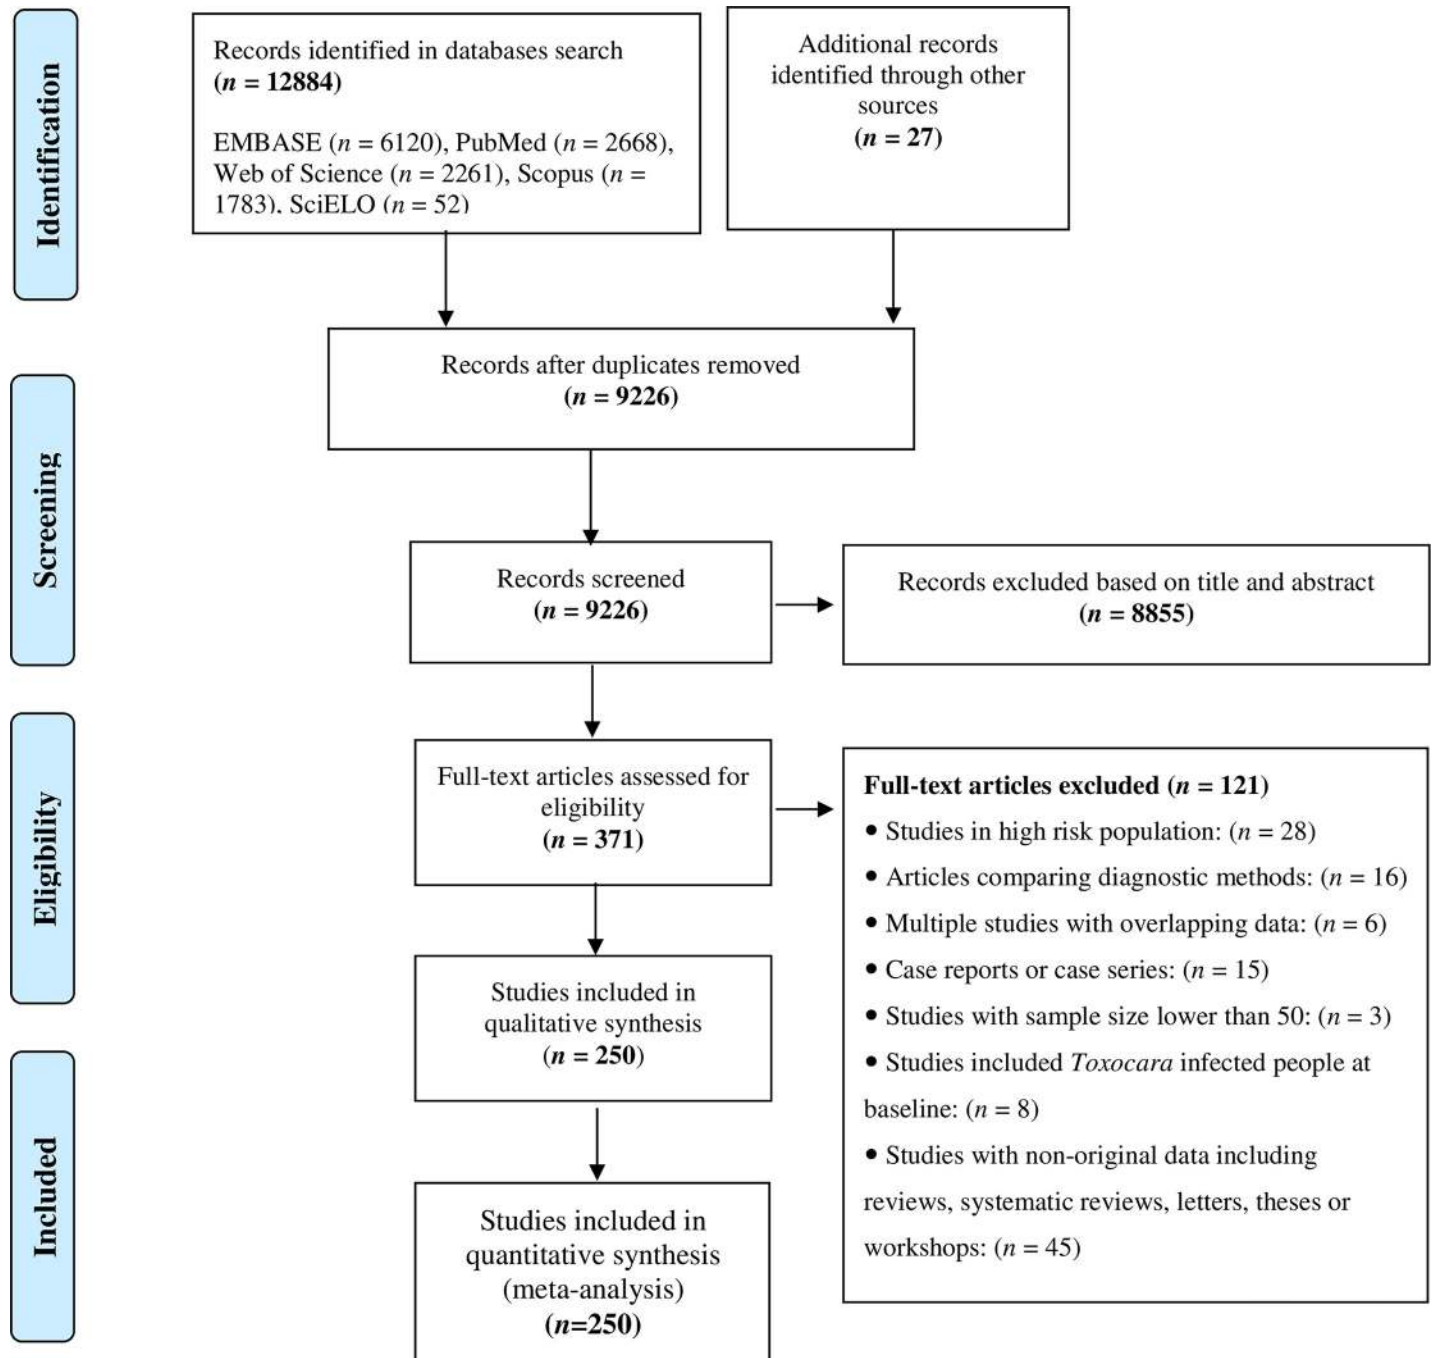 Identification
Records identified in databases search
(n = 12884)
EMBASE (n = 6120), PubMed (n = 2668),
Web of Science (n = 2261), Scopus (n =
1783), SciELO (n = 52)
Additional records
identified through other
sources
(n = 27)
Records after duplicates removed
(n = 9226)
Screening
Records screened
(n = 9226)
Records excluded based on title and abstract
(n = 8855)
Eligibility
Full-text articles assessed for
eligibility
(n = 371)
Full-text articles excluded (n = 121)
• Studies in high risk population: (n = 28)
• Articles comparing diagnostic methods: (n = 16)
• Multiple studies with overlapping data: (n = 6)
• Case reports or case series: (n = 15)
• Studies with sample size lower than 50: (n = 3)
• Studies included Toxocara infected people at
baseline: (n = 8)
• Studies with non-original data including
reviews, systematic reviews, letters, theses or
workshops: (n = 45)
Studies included in
qualitative synthesis
(n = 250)
Included
Studies included in
quantitative synthesis
(meta-analysis)
(n=250)